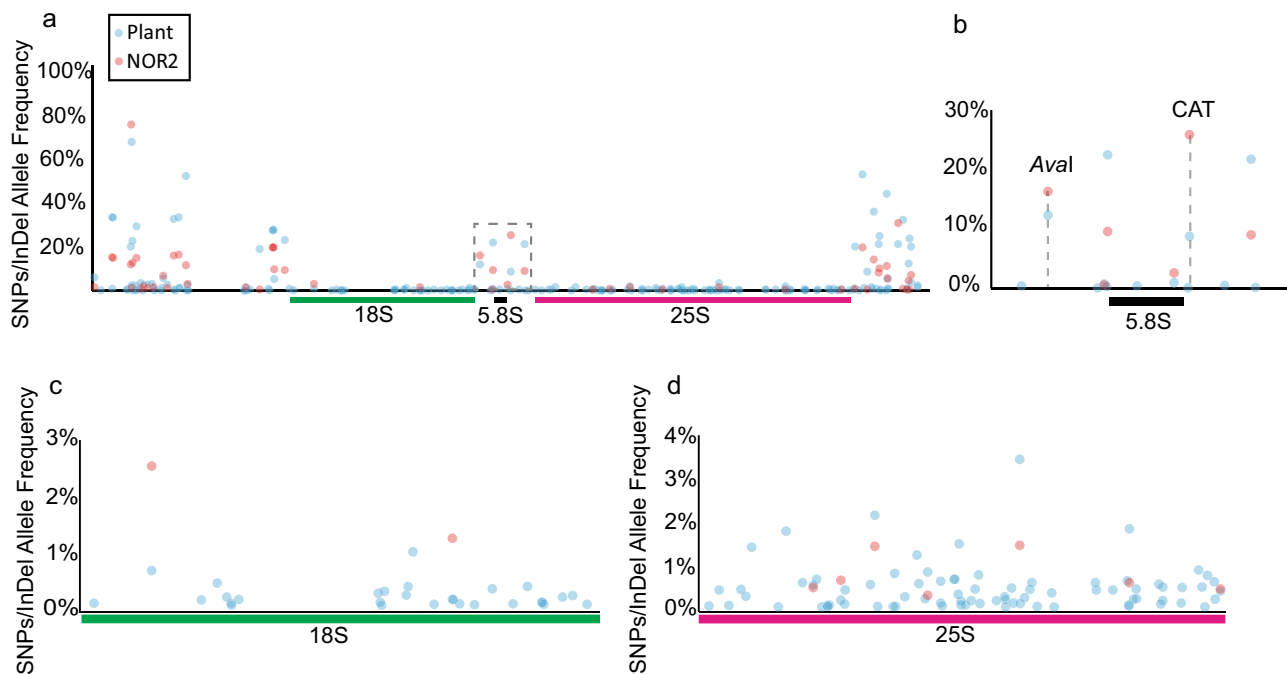 a
Plant
NOR2
SNPs/InDel Allele Frequency
100%
80%
60%
40%
20%
18S
5.8S
25S
b
30%
20%
10%
0%
AvaI
CAT
5.8S
c
SNPs/InDel Allele Frequency
3%
2%
1%
0%
18S
d
SNPs/InDel Allele Frequency
4%
3%
2%
1%
0%
25S